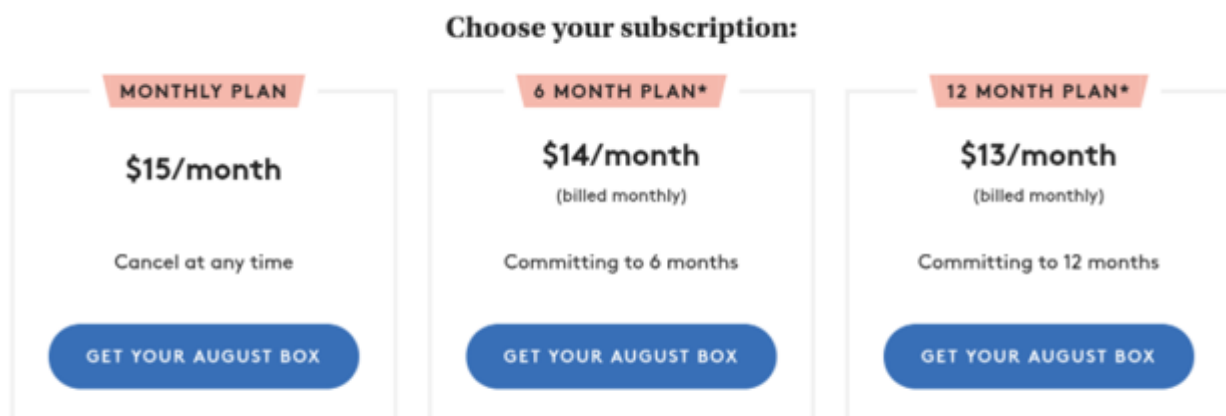 Choose your subscription:
MONTHLY PLAN
$15/month
Cancel at any time
GET YOUR AUGUST BOX
6 MONTH PLAN*
$14/month
(billed monthly)
Committing to 6 months
GET YOUR AUGUST BOX
12 MONTH PLAN*
$13/month
(billed monthly)
Committing to 12 months
GET YOUR AUGUST BOX